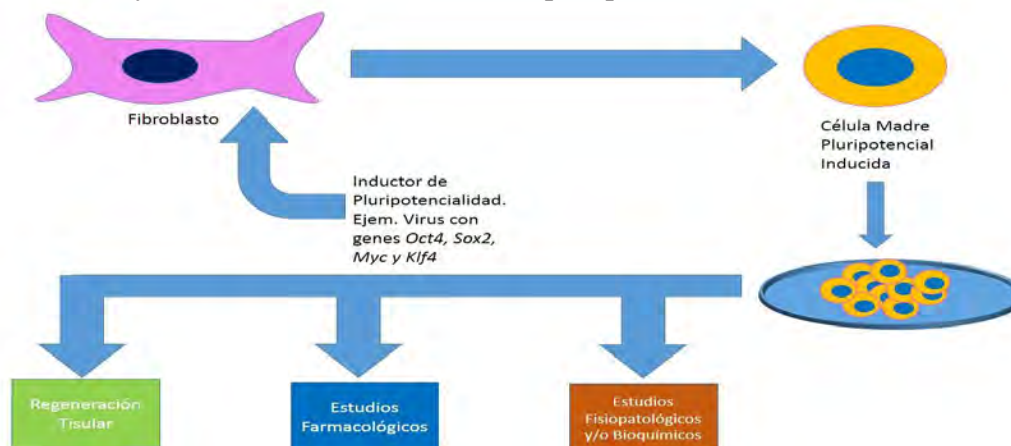 Fibroblasto
Célula Madre
Pluripotencial
Inducida
Inductor de
Pluripotencialidad.
Ejem. Virus con
genes Oct4, Sox2,
Myc y Klf4
Regeneración
Tisular
Estudios
Farmacológicos
Estudios
Fisiopatológicos
y/o Bioquímicos